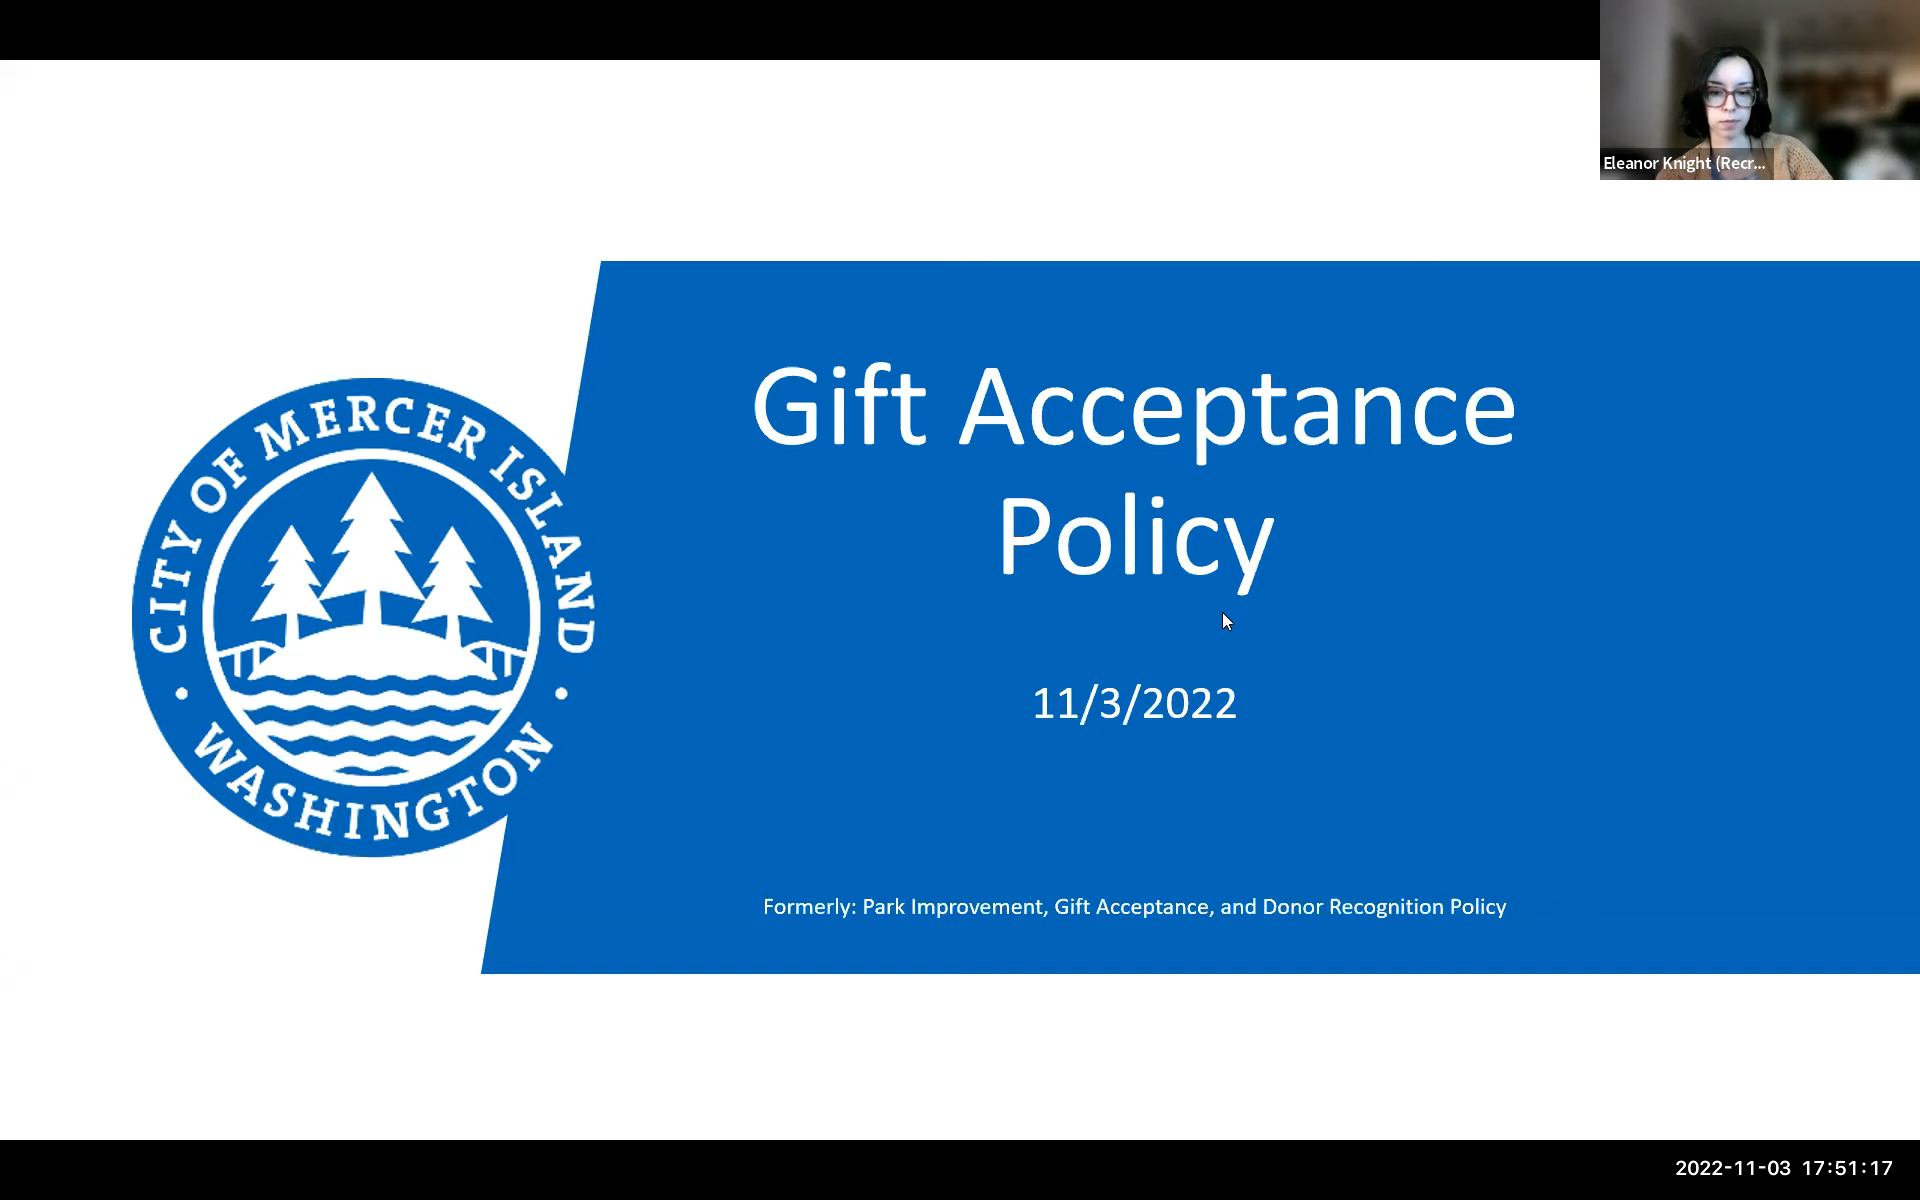 Eleanor Knight (Recr...
CITY OF MERCER ISLAND
WASHINGTON
Gift Acceptance
Policy
11/3/2022
Formerly: Park Improvement, Gift Acceptance, and Donor Recognition Policy
2022-11-03 17:51:17